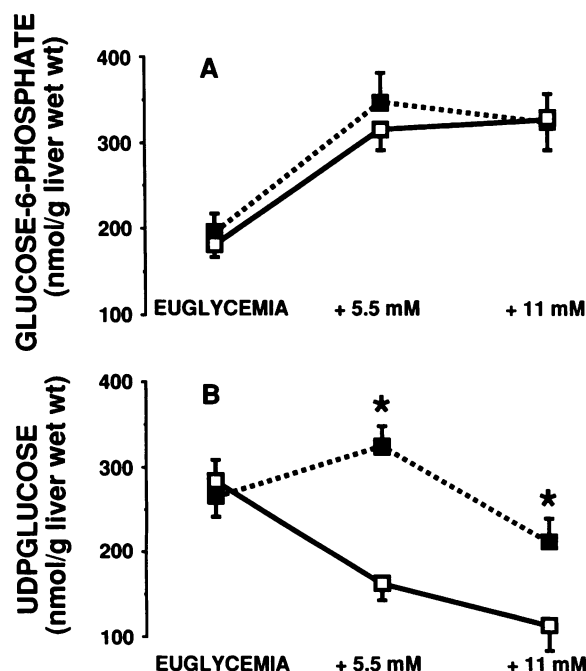 GLUCOSE-6-PHOSPHATE
(nmol/g liver wet wt)
A
400
300
200
100
EUGLYCEMIA + 5.5 mM + 11 mM
UDPGLUCOSE
(nmol/g liver wet wt)
B
400
300
200
100
*
*
EUGLYCEMIA + 5.5 mM + 11 mM